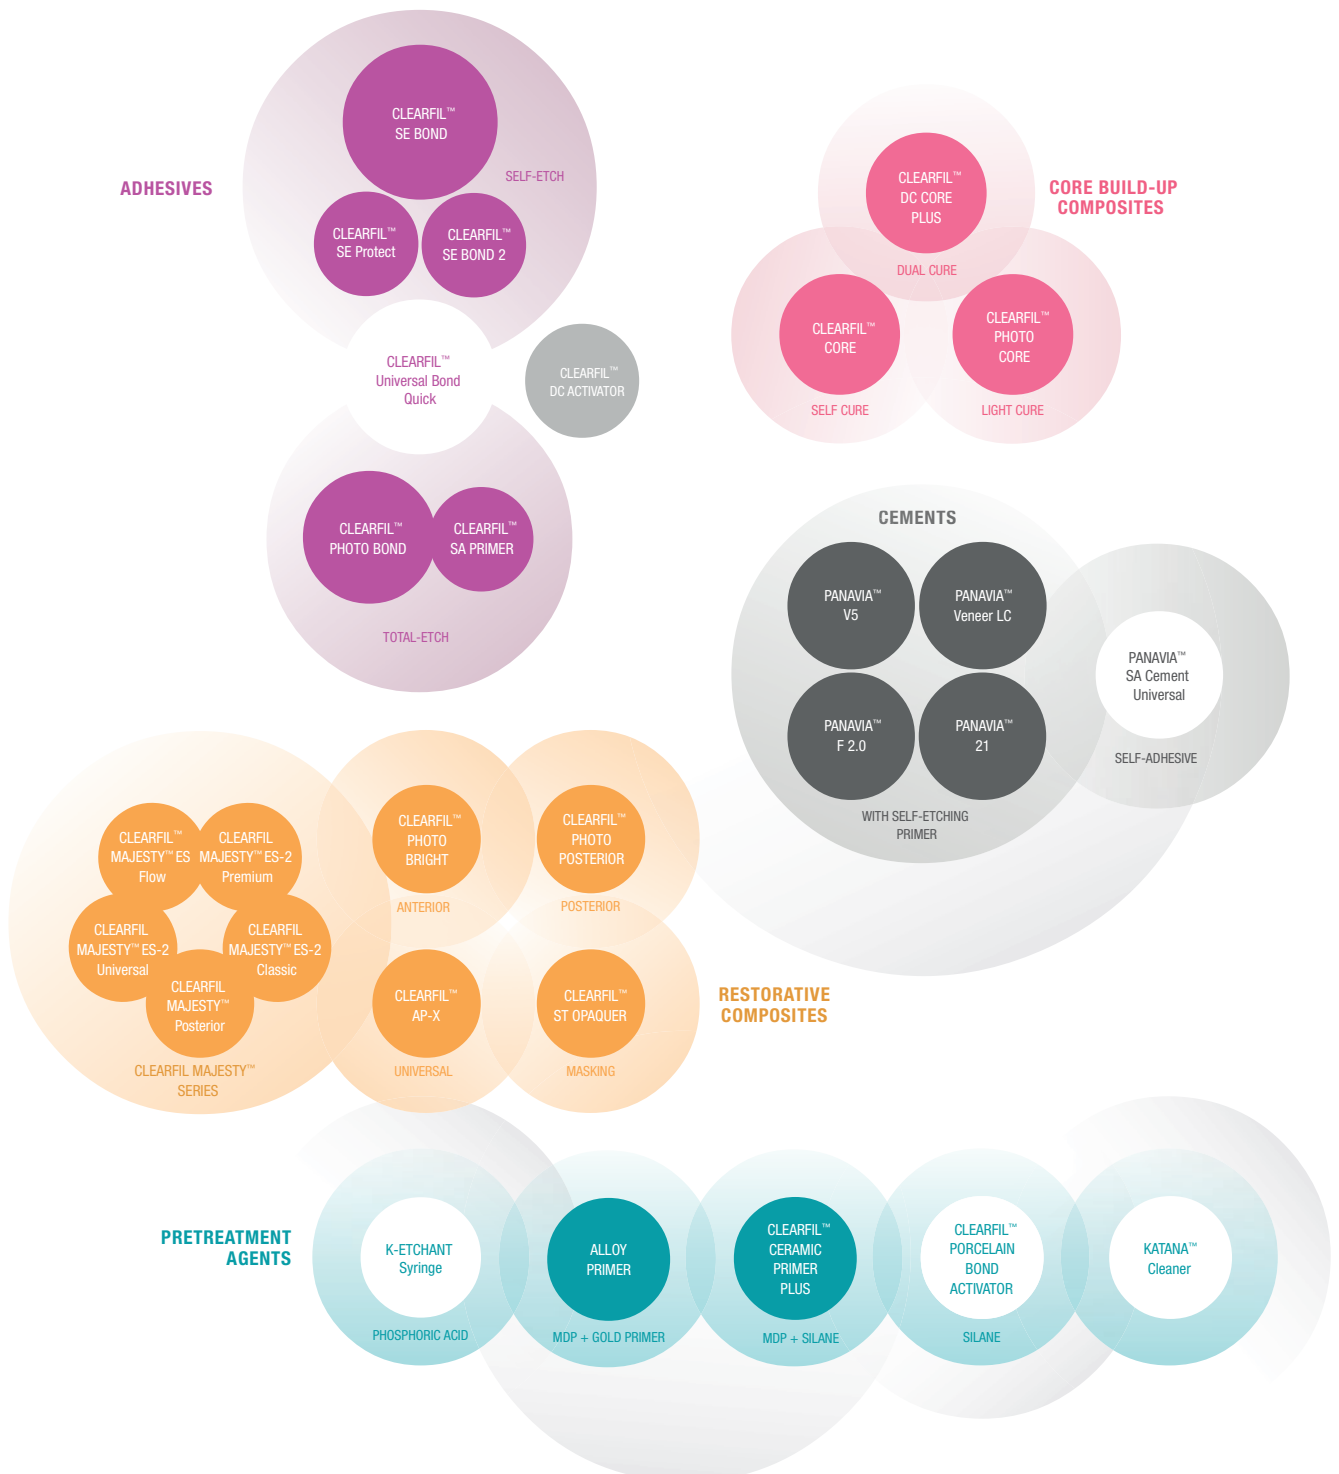 ADHESIVES
CLEARFIL™
SE BOND
SELF-ETCH
CLEARFIL™
SE Protect
CLEARFIL™
SE BOND 2
CLEARFIL™
Universal Bond
Quick
CLEARFIL™
DC ACTIVATOR
CLEARFIL™
PHOTO BOND
CLEARFIL™
SA PRIMER
TOTAL-ETCH
CORE BUILD-UP
COMPOSITES
CLEARFIL™
DC CORE
PLUS
DUAL CURE
CLEARFIL™
CORE
SELF CURE
CLEARFIL™
PHOTO
CORE
LIGHT CURE
CEMENTS
PANAVIA™
V5
PANAVIA™
Veneer LC
PANAVIA™
F 2.0
PANAVIA™
21
WITH SELF-ETCHING
PRIMER
PANAVIA™
SA Cement
Universal
SELF-ADHESIVE
CLEARFIL™
MAJESTY™ ES
Flow
CLEARFIL
MAJESTY™ ES-2
Premium
CLEARFIL
MAJESTY™ ES-2
Universal
CLEARFIL
MAJESTY™ ES-2
Classic
CLEARFIL
MAJESTY™
Posterior
CLEARFIL MAJESTY™
SERIES
CLEARFIL™
PHOTO
BRIGHT
ANTERIOR
CLEARFIL™
PHOTO
POSTERIOR
POSTERIOR
CLEARFIL™
AP-X
UNIVERSAL
CLEARFIL™
ST OPAQUER
MASKING
RESTORATIVE
COMPOSITES
PRETREATMENT
AGENTS
K-ETCHANT
Syringe
PHOSPHORIC ACID
ALLOY
PRIMER
MDP + GOLD PRIMER
CLEARFIL™
CERAMIC
PRIMER
PLUS
MDP + SILANE
CLEARFIL™
PORCELAIN
BOND
ACTIVATOR
SILANE
KATANA™
Cleaner